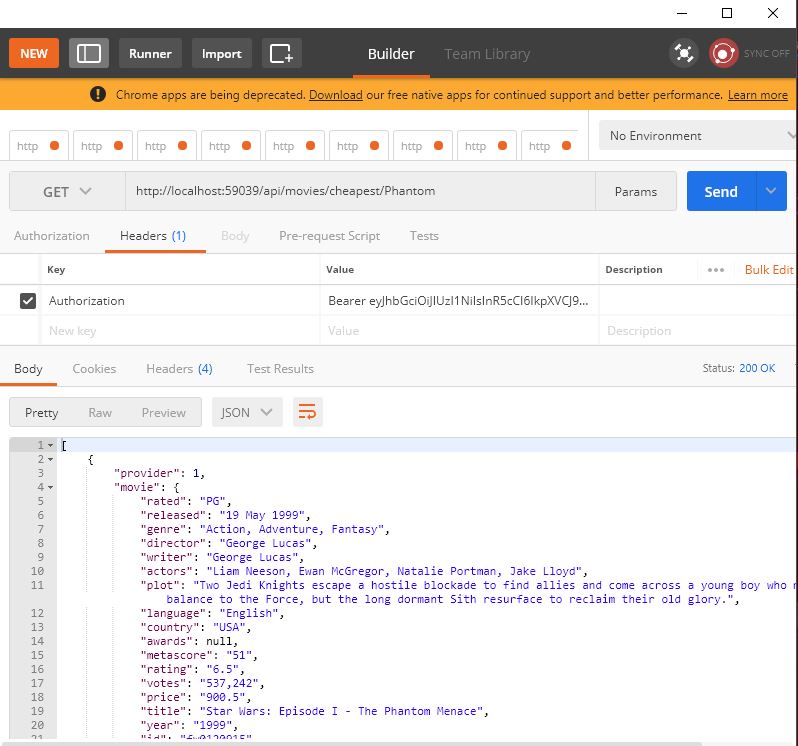 NEW Runner Import Builder Team Library SYNC OFF
Chrome apps are being deprecated. Download our free native apps for continued support and better performance. Learn more
http http http http http http http http http No Environment
GET http://localhost:59039/api/movies/cheapest/Phantom Params Send
Authorization Headers (1) Body Pre-request Script Tests
Key Value Description ••• Bulk Edit
Authorization Bearer eyJhbGciOiJIUzI1NiIsInR5cCI6IkpXVCJ9...
New key Value Description
Body Cookies Headers (4) Test Results Status: 200 OK
Pretty Raw Preview JSON
1 [
2 {
3 "provider": 1,
4 "movie": {
5 "rated": "PG",
6 "released": "19 May 1999",
7 "genre": "Action, Adventure, Fantasy",
8 "director": "George Lucas",
9 "writer": "George Lucas",
10 "actors": "Liam Neeson, Ewan McGregor, Natalie Portman, Jake Lloyd",
11 "plot": "Two Jedi Knights escape a hostile blockade to find allies and come across a young boy who
balance to the Force, but the long dormant Sith resurface to reclaim their old glory.",
12 "language": "English",
13 "country": "USA",
14 "awards": null,
15 "metascore": "51",
16 "rating": "6.5",
17 "votes": "537,242",
18 "price": "900.5",
19 "title": "Star Wars: Episode I - The Phantom Menace",
20 "year": "1999",
21 "id":